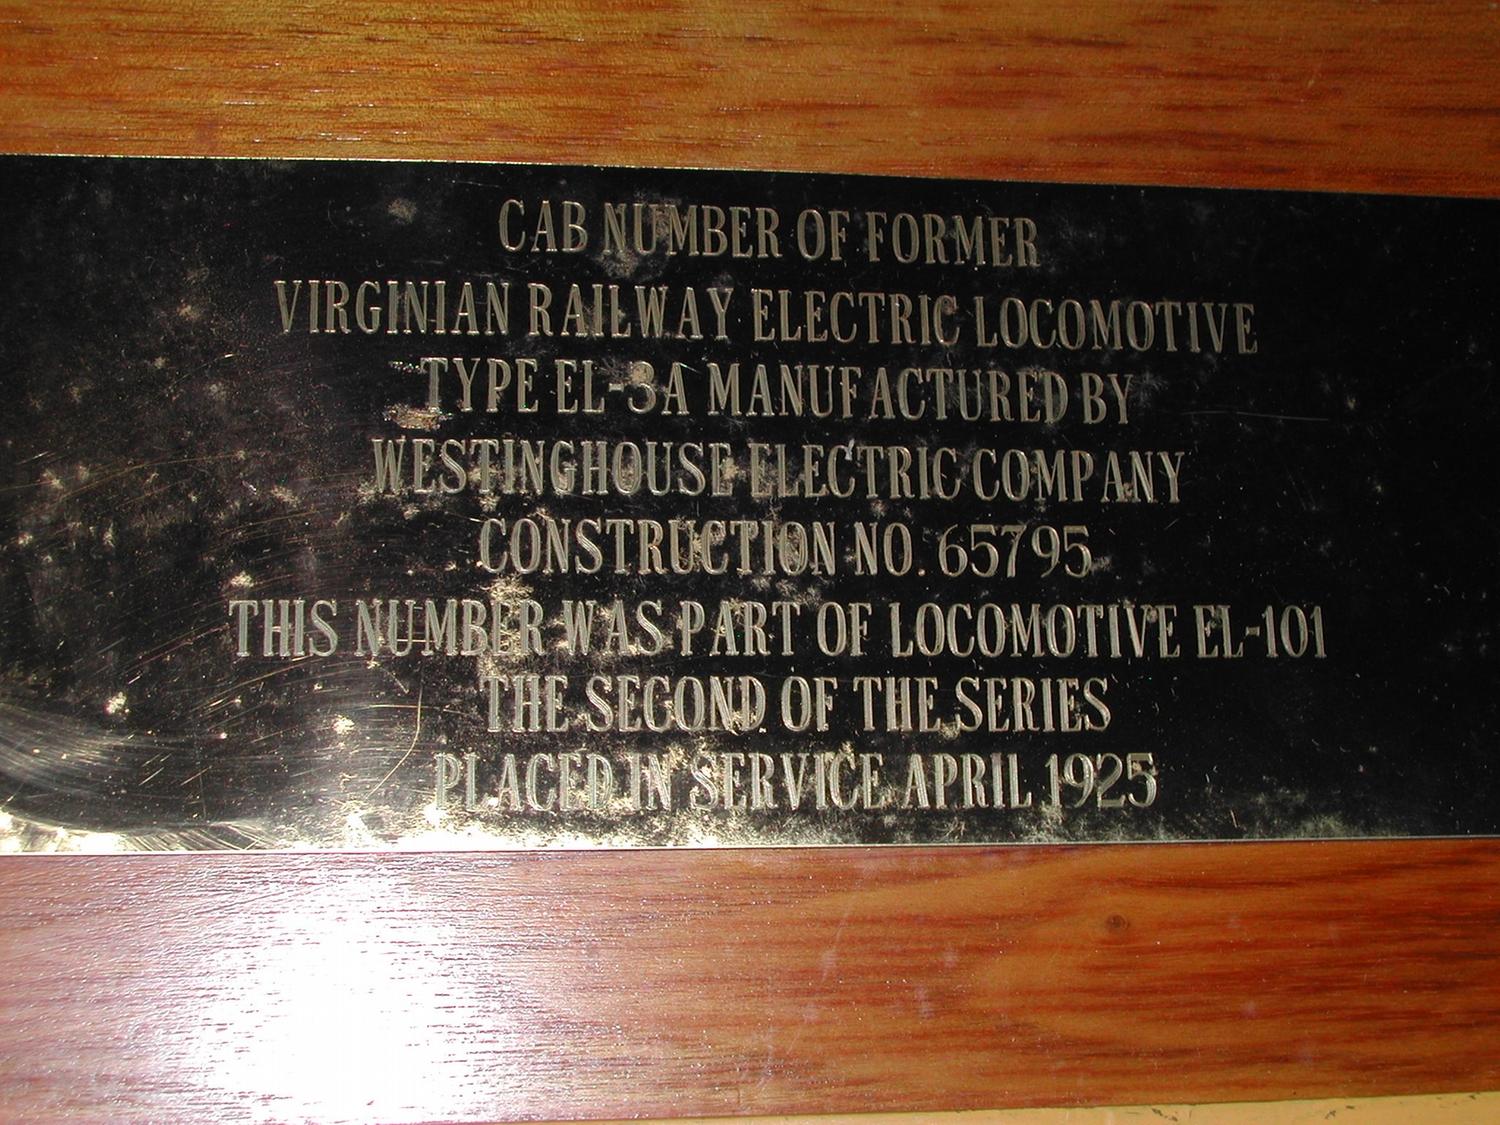 CAB NUMBER OF FORMER
VIRGINIAN RAILWAY ELECTRIC LOCOMOTIVE
TYPE EL-3A MANUFACTURED BY
WESTINGHOUSE ELECTRIC COMPANY
CONSTRUCTION NO. 65795
THIS NUMBER WAS PART OF LOCOMOTIVE EL-101
THE SECOND OF THE SERIES
PLACED IN SERVICE APRIL 1925